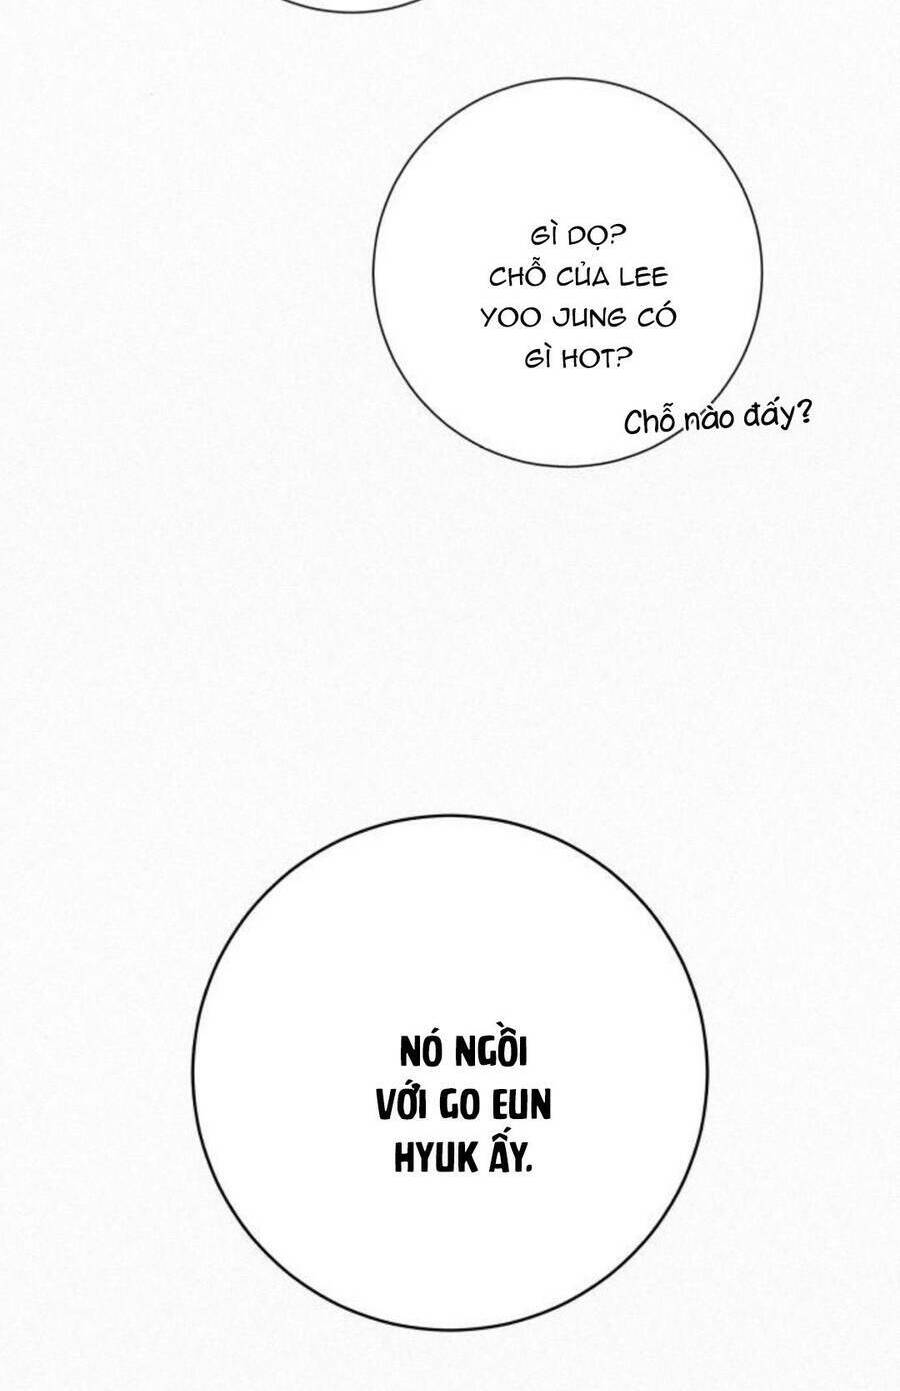 GÌ DỌ?
CHỖ CỦA LEE
YOO JUNG CÓ
GÌ HOT?
Chỗ nào đấy?
NÓ NGỒI
VỚI GO EUN
HYUK ẤY.